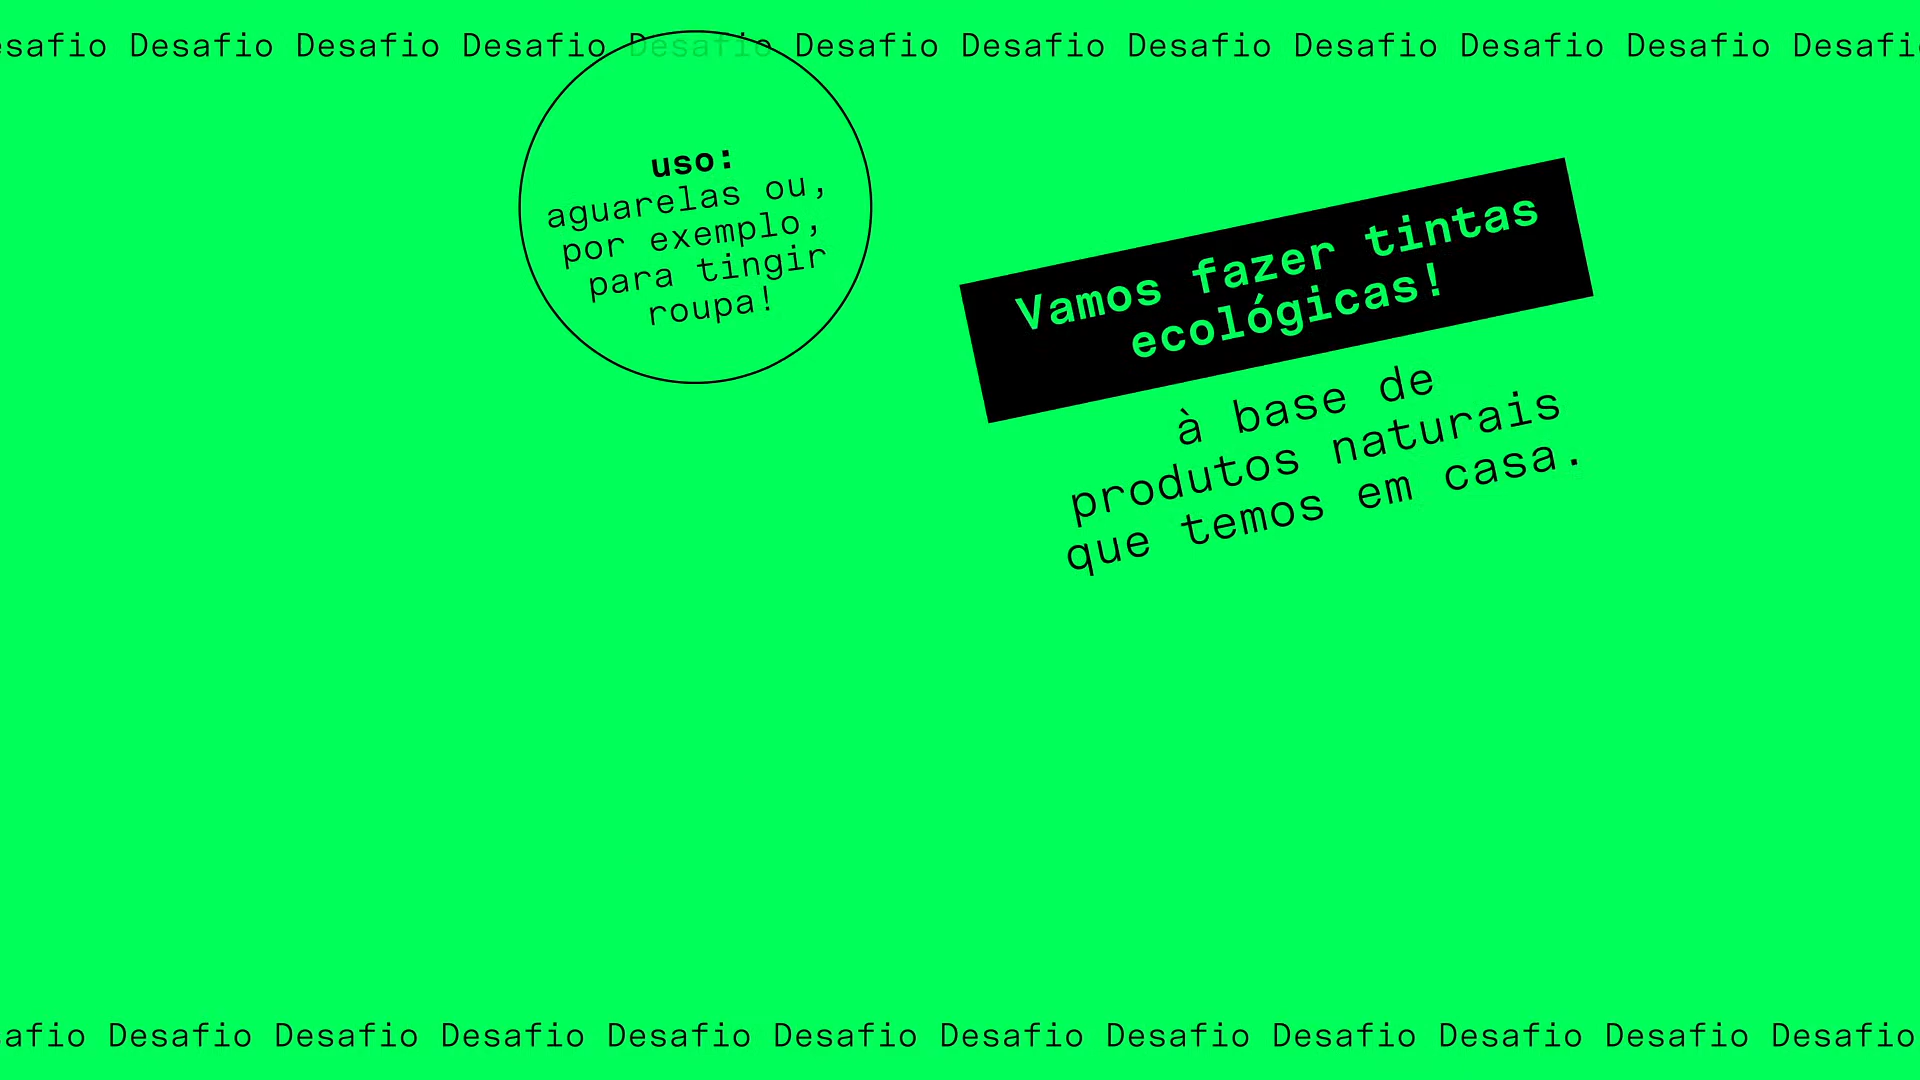 esafio Desafio Desafio Desafio Desafio Desafio Desafio Desafio Desafio Desafio Desafio Desafi
uso:
aguarelas ou,
por exemplo,
para tingir
roupa!
Vamos fazer tintas
ecológicas!
à base de
produtos naturais
que temos em casa.
safio Desafio Desafio Desafio Desafio Desafio Desafio Desafio Desafio Desafio Desafio Desafio